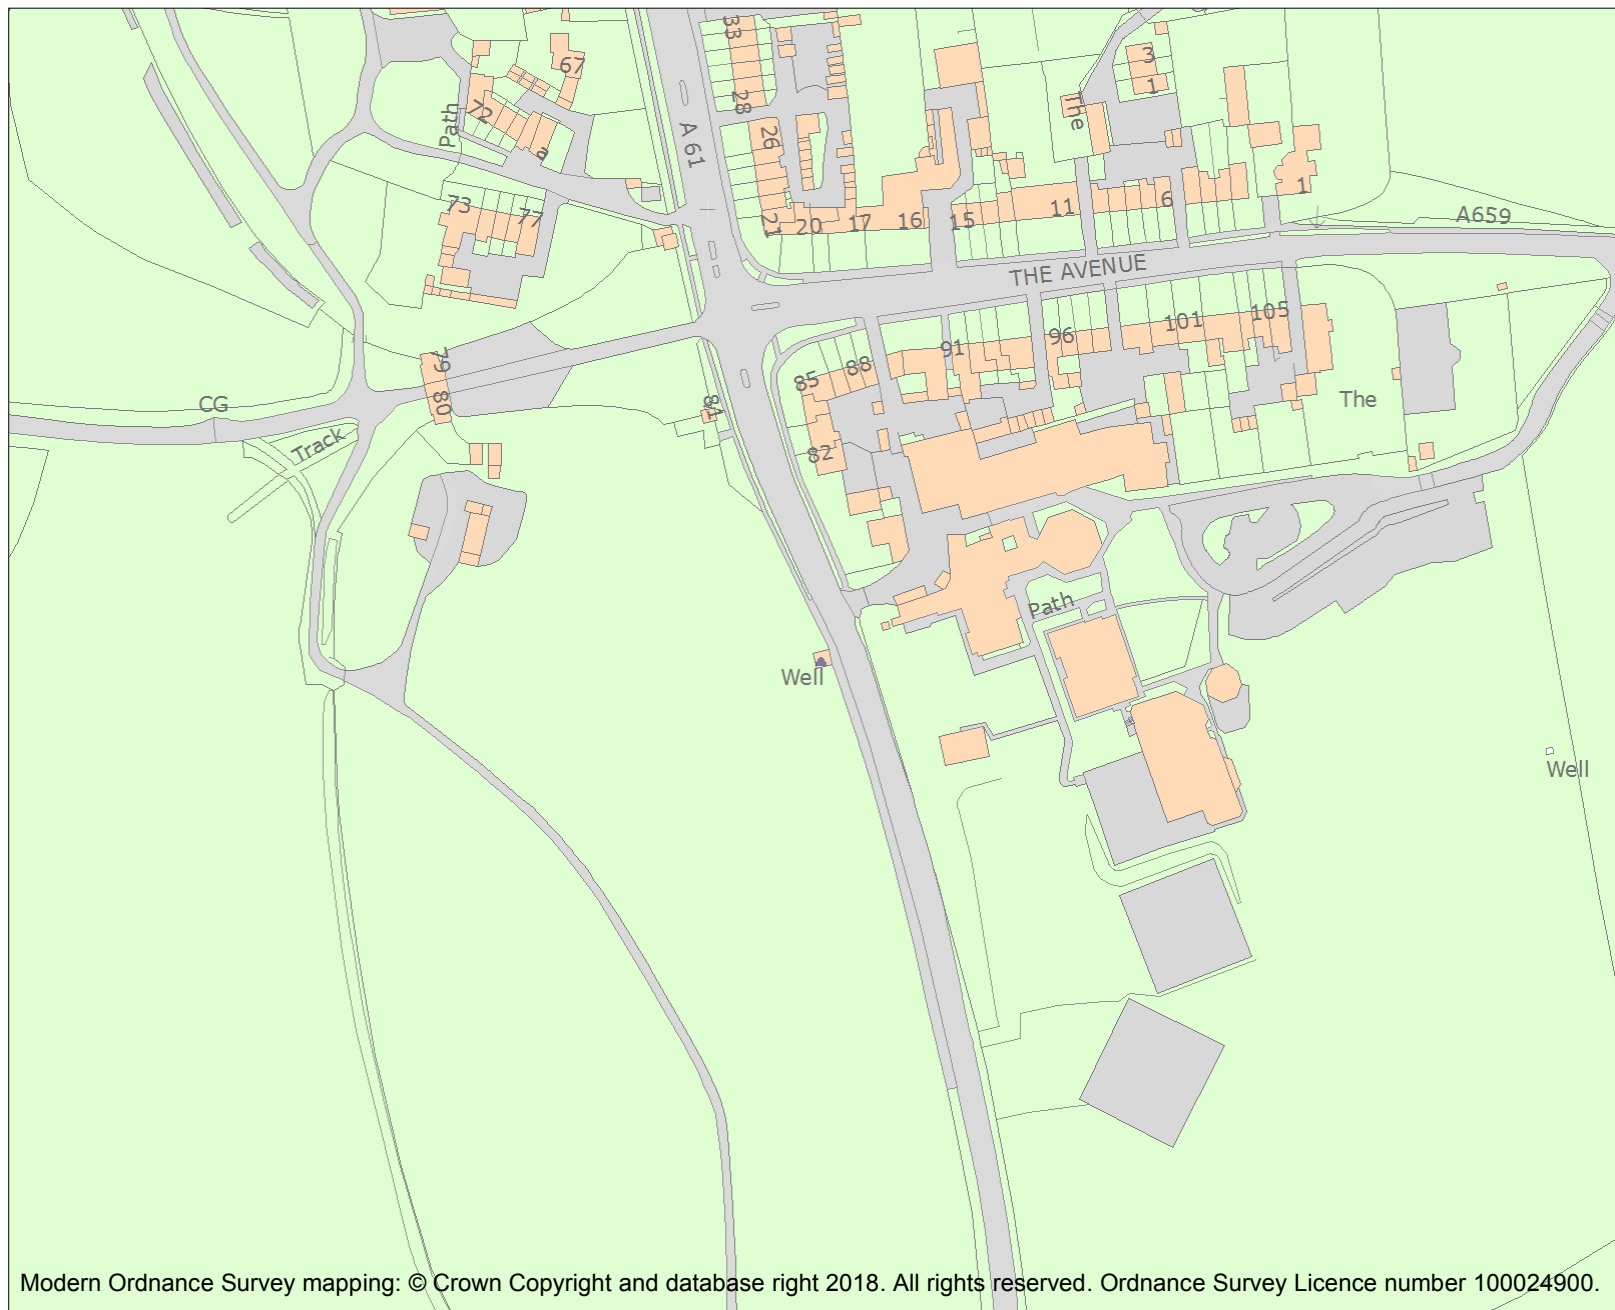 33
3
67
1
28
72
Path
The
A 61
26
a
73
77
21
20
17
16
15
11
6
1
A659
THE AVENUE
105
101
96
91
88
85
79
80
81
82
CG
Track
The
Path
Well
Well
Modern Ordnance Survey mapping: © Crown Copyright and database right 2018. All rights reserved. Ordnance Survey Licence number 100024900.